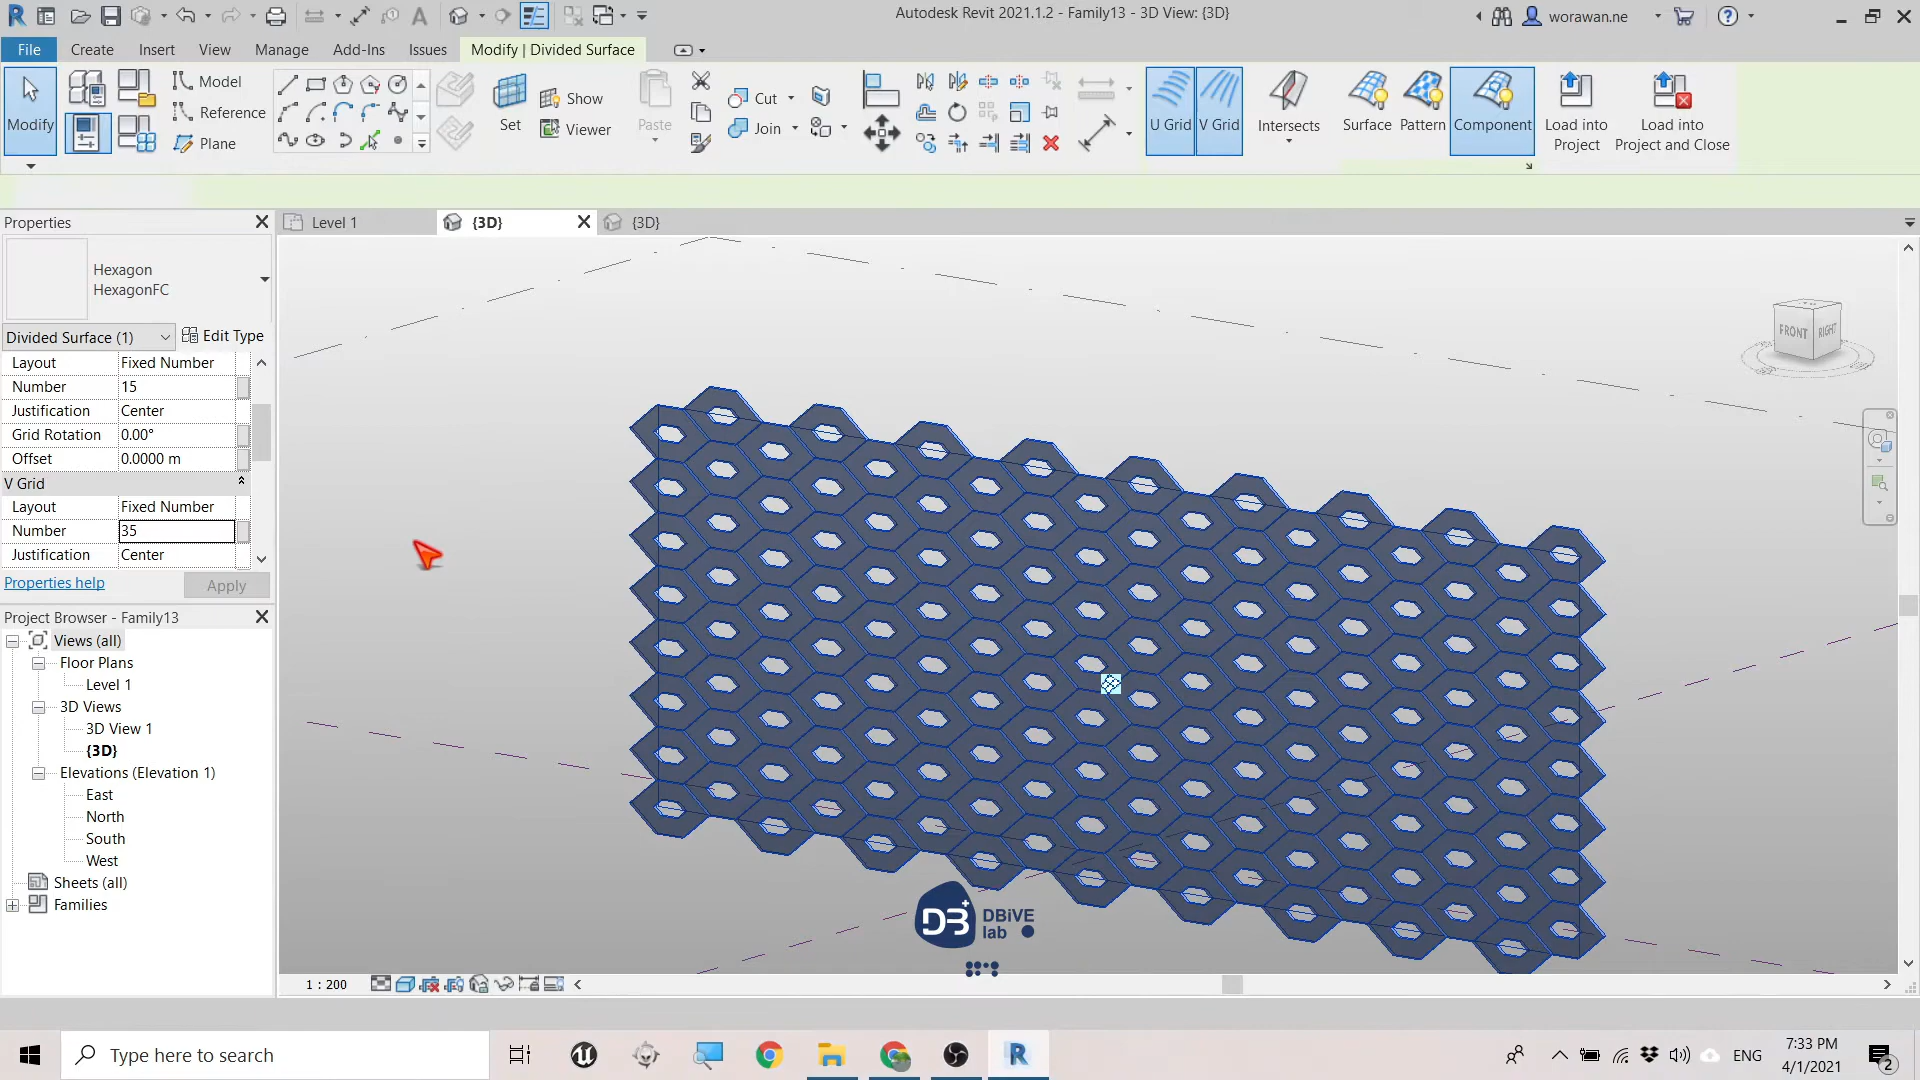 Autodesk Revit 2021.1.2 - Family13 - 3D View: {3D}
worawan.ne
File
Create
Insert
View
Manage
Add-Ins
Issues
Modify | Divided Surface
Modify
Model
Reference
Plane
Set
Show
Viewer
Paste
Cut
Join
U Grid
V Grid
Intersects
Surface
Pattern
Component
Load into
Project
Load into
Project and Close
Properties
Level 1
{3D}
{3D}
Hexagon
HexagonFC
Divided Surface (1)
Edit Type
Layout Fixed Number
Number 15
Justification Center
Grid Rotation 0.00°
Offset 0.0000 m
V Grid
Layout Fixed Number
Number 35
Justification Center
Properties help
Apply
Project Browser - Family13
Views (all)
Floor Plans
Level 1
3D Views
3D View 1
{3D}
Elevations (Elevation 1)
East
North
South
West
Sheets (all)
Families
FRONT
RIGHT
D3
DBiVE
lab
1 : 200
Type here to search
ENG
7:33 PM
4/1/2021
2